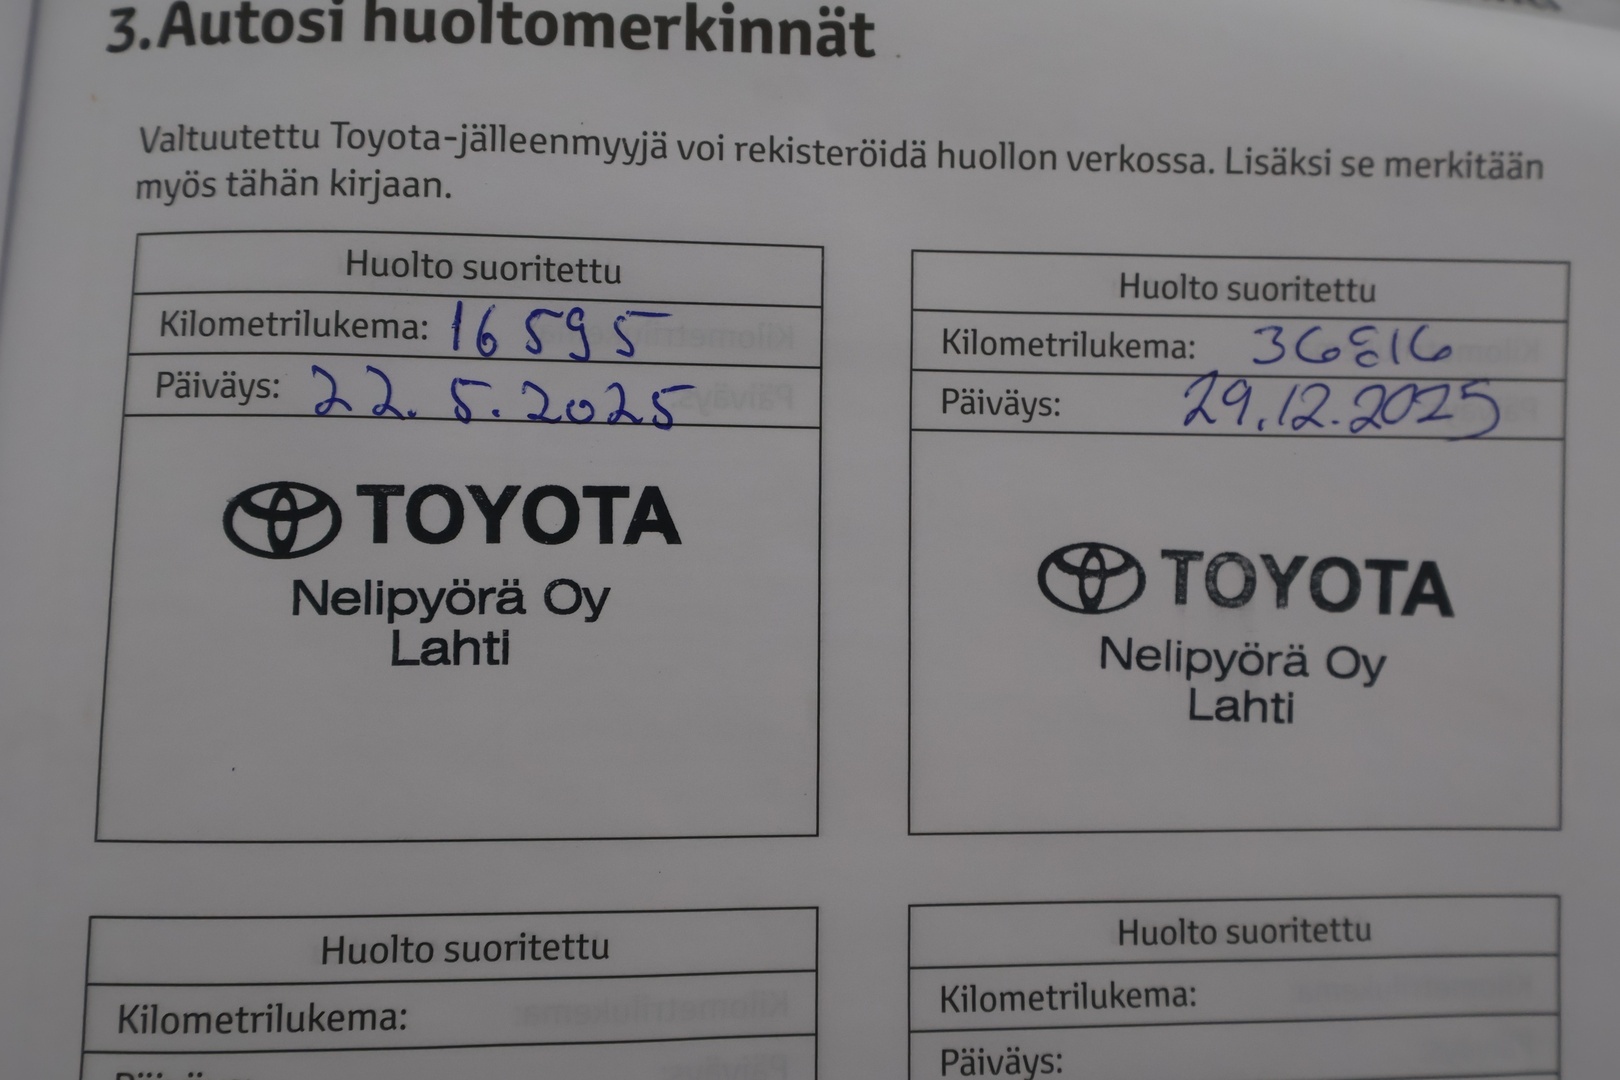 3. Autosi huoltomerkinnät
Valtuutettu Toyota-jälleenmyyjä voi rekisteröidä huollon verkossa. Lisäksi se merkitään
myös tähän kirjaan.
Huolto suoritettu
Kilometrilukema: 16 595
Päiväys: 22.5.2025
TOYOTA
Nelipyörä Oy
Lahti
Huolto suoritettu
Kilometrilukema: 36816
Päiväys: 29.12.2025
TOYOTA
Nelipyörä Oy
Lahti
Huolto suoritettu
Kilometrilukema:
Huolto suoritettu
Kilometrilukema:
Päiväys: